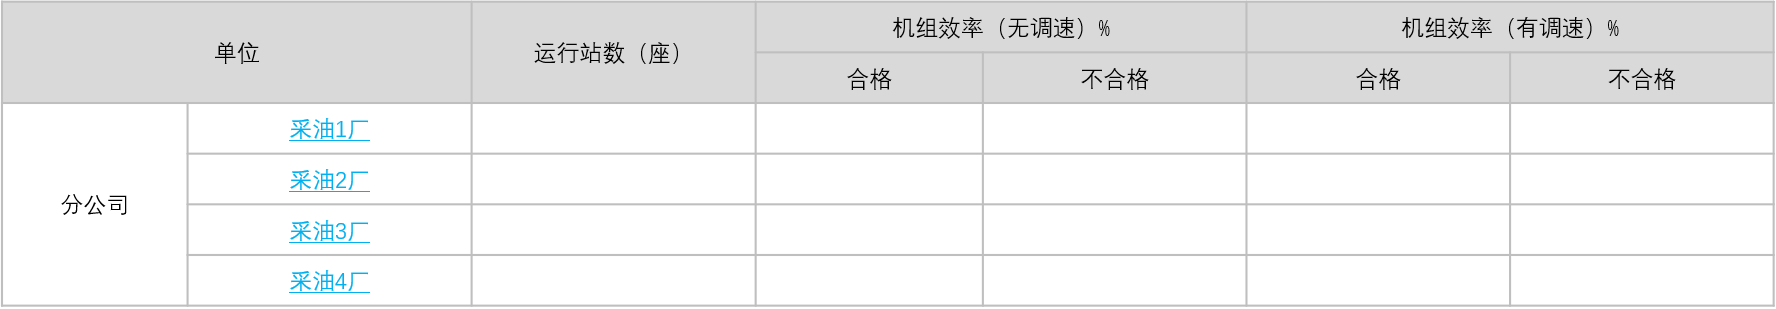 单位
运行站数（座）
机组效率（无调速）%
机组效率（有调速）%
合格
不合格
合格
不合格
分公司
采油1厂
采油2厂
采油3厂
采油4厂